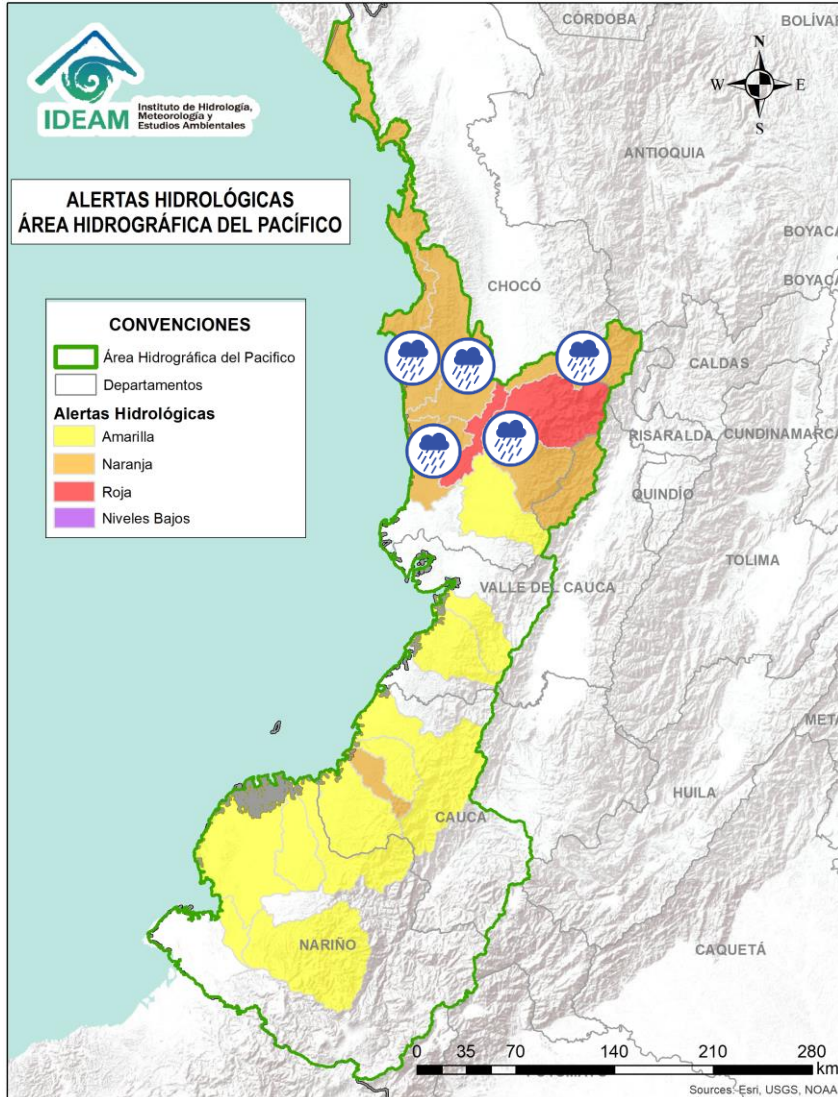 CÓRDOBA
BOLÍVAR
N
W
E
S
IDEAM
Instituto de Hidrología,
Meteorología y
Estudios Ambientales
ANTIOQUIA
ALERTAS HIDROLÓGICAS
ÁREA HIDROGRÁFICA DEL PACÍFICO
BOYACÁ
BOYACÁ
CHOCÓ
CONVENCIONES
Área Hidrográfica del Pacifico
Departamentos
Alertas Hidrológicas
Amarilla
Naranja
Roja
Niveles Bajos
CALDAS
RISARALDA
CUNDINAMARCA
QUINDÍO
TOLIMA
VALLE DEL CAUCA
META
HUILA
CAUCA
NARIÑO
CAQUETÁ
0 35 70 140 210 280
km
Sources: Esri, USGS, NOAA